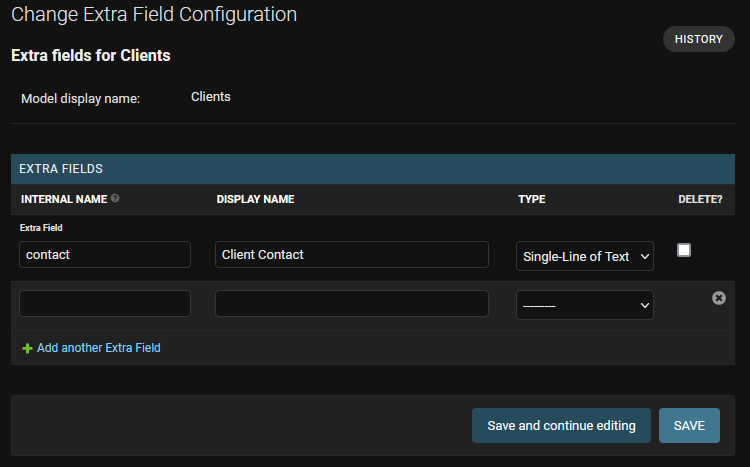 Change Extra Field Configuration
HISTORY
Extra fields for Clients
Model display name: Clients
EXTRA FIELDS
INTERNAL NAME ? DISPLAY NAME TYPE DELETE?
Extra Field
contact Client Contact Single-Line of Text
---------
Add another Extra Field
Save and continue editing SAVE